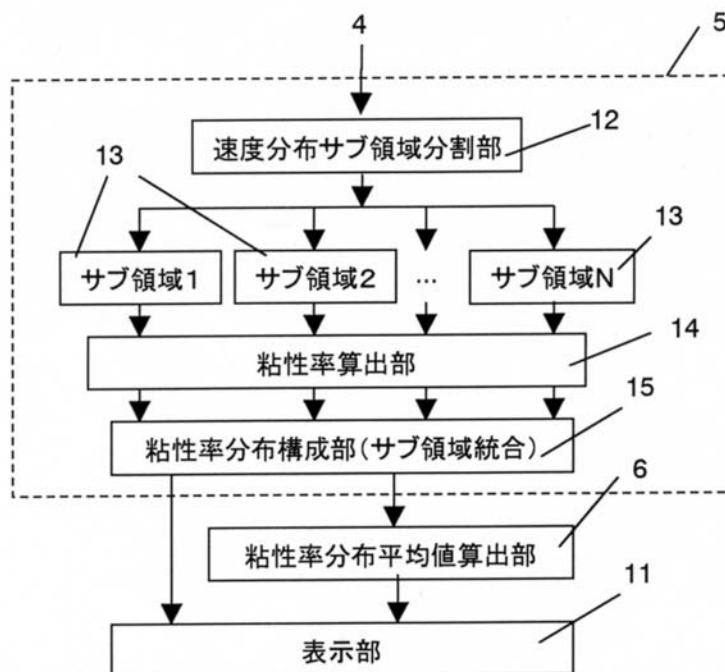 4
5
速度分布サブ領域分割部
12
13
サブ領域1
サブ領域2
...
サブ領域N
13
粘性率算出部
14
粘性率分布構成部(サブ領域統合)
15
6
粘性率分布平均値算出部
11
表示部